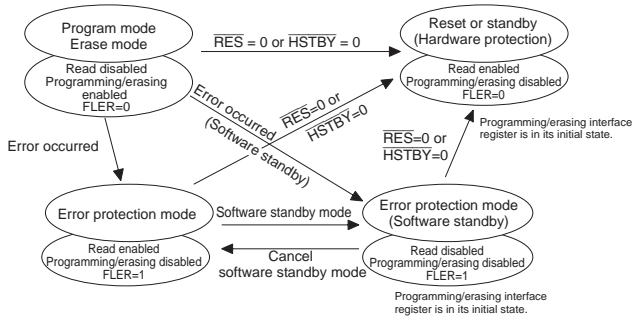 Program mode
Erase mode
Read disabled
Programming/erasing
enabled
FLER=0
RES = 0 or HSTBY = 0
Reset or standby
(Hardware protection)
Read enabled
Programming/erasing disabled
FLER=0
Programming/erasing interface
register is in its initial state.
Error occurred
Error occurred
(Software standby)
RES=0 or
HSTBY=0
RES=0 or
HSTBY=0
Error protection mode
Read enabled
Programming/erasing disabled
FLER=1
Software standby mode
Cancel
software standby mode
Error protection mode
(Software standby)
Read disabled
Programming/erasing disabled
FLER=1
Programming/erasing interface
register is in its initial state.